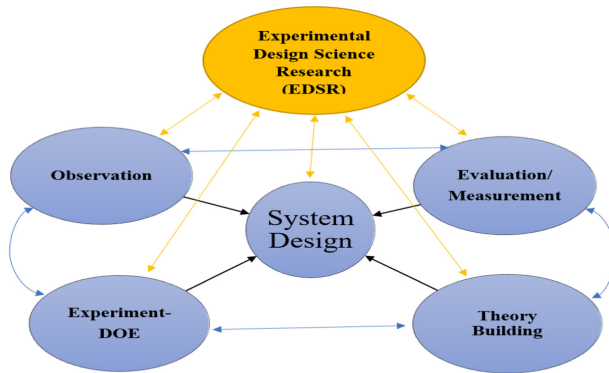 Experimental
Design Science
Research
(EDSR)
Observation
Evaluation/
Measurement
System
Design
Experiment-
DOE
Theory
Building